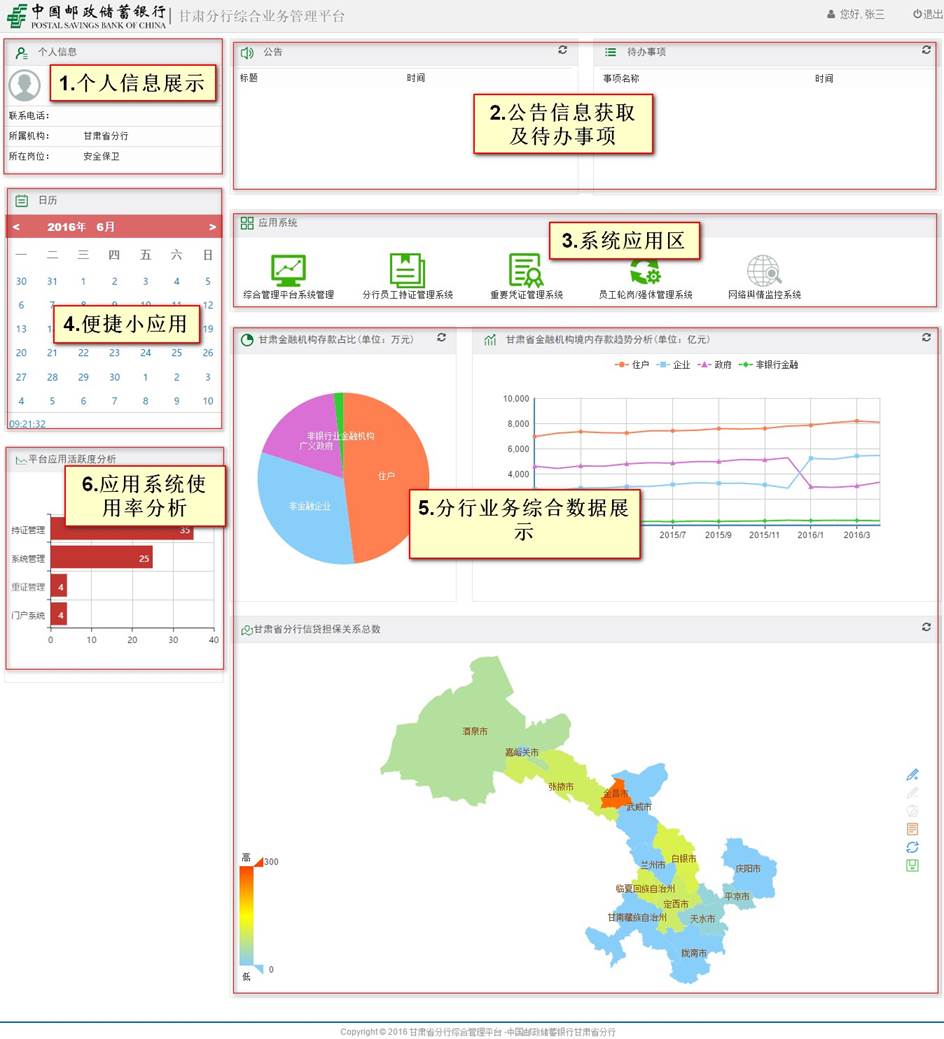 中国邮政储蓄银行
POSTAL SAVINGS BANK OF CHINA
甘肃分行综合业务管理平台
您好, 张三
退出
个人信息
1.个人信息展示
联系电话:
所属机构: 甘肃省分行
所在岗位: 安全保卫
公告
标题 时间
待办事项
事项名称 时间
2.公告信息获取
及待办事项
日历
< 2016年 6月 >
一 二 三 四 五 六 日
30 31 1 2 3 4 5
6 7 8 9 10 11 12
13 19
20 21 22 23 24 25 26
27 28 29 30 1 2 3
4 5 6 7 8 9 10
09:21:32
4.便捷小应用
应用系统
3.系统应用区
综合管理平台系统管理
分行员工持证管理系统
重要凭证管理系统
员工轮岗/强休管理系统
网络舆情监控系统
平台应用活跃度分析
6.应用系统使
用率分析
持证管理 35
系统管理 25
重证管理 4
门户系统 4
0 10 20 30 40
甘肃金融机构存款占比(单位: 万元)
非银行业金融机构
广义政府
住户
非金融企业
甘肃省金融机构境内存款趋势分析(单位: 亿元)
住户 企业 政府 非银行金融
10,000
8,000
6,000
4,000
2015/7 2015/9 2015/11 2016/1 2016/3
5.分行业务综合数据展
示
甘肃省分行信贷担保关系总数
酒泉市
嘉峪关市
张掖市
金昌市
武威市
白银市
兰州市
庆阳市
临夏回族自治州
平凉市
定西市
甘南藏族自治州
天水市
陇南市
高
300
0
低
Copyright © 2016 甘肃省分行综合管理平台 -中国邮政储蓄银行甘肃省分行